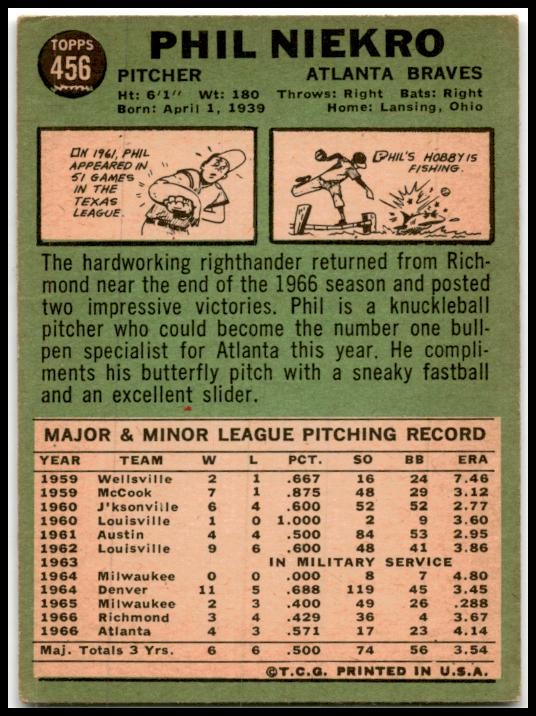 TOPPS
456
PHIL NIEKRO
PITCHER ATLANTA BRAVES
Ht: 6'1" Wt: 180 Throws: Right Bats: Right
Born: April 1, 1939 Home: Lansing, Ohio
IN 1961, PHIL
APPEARED IN
51 GAMES
IN THE
TEXAS
LEAGUE.
PHIL'S HOBBY IS
FISHING.
The hardworking righthander returned from Rich-
mond near the end of the 1966 season and posted
two impressive victories. Phil is a knuckleball
pitcher who could become the number one bull-
pen specialist for Atlanta this year. He compli-
ments his butterfly pitch with a sneaky fastball
and an excellent slider.
MAJOR & MINOR LEAGUE PITCHING RECORD
YEAR TEAM W L PCT. SO BB ERA
1959 Wellsville 2 1 .667 16 24 7.46
1959 McCook 7 1 .875 48 29 3.12
1960 J'ksonville 6 4 .600 52 52 2.77
1960 Louisville 1 0 1.000 2 9 3.60
1961 Austin 4 4 .500 84 53 2.95
1962 Louisville 9 6 .600 48 41 3.86
1963 IN MILITARY SERVICE
1964 Milwaukee 0 0 .000 8 7 4.80
1964 Denver 11 5 .688 119 45 3.45
1965 Milwaukee 2 3 .400 49 26 .288
1966 Richmond 3 4 .429 36 4 3.67
1966 Atlanta 4 3 .571 17 23 4.14
Maj. Totals 3 Yrs. 6 6 .500 74 56 3.54
©T.C.G. PRINTED IN U.S.A.